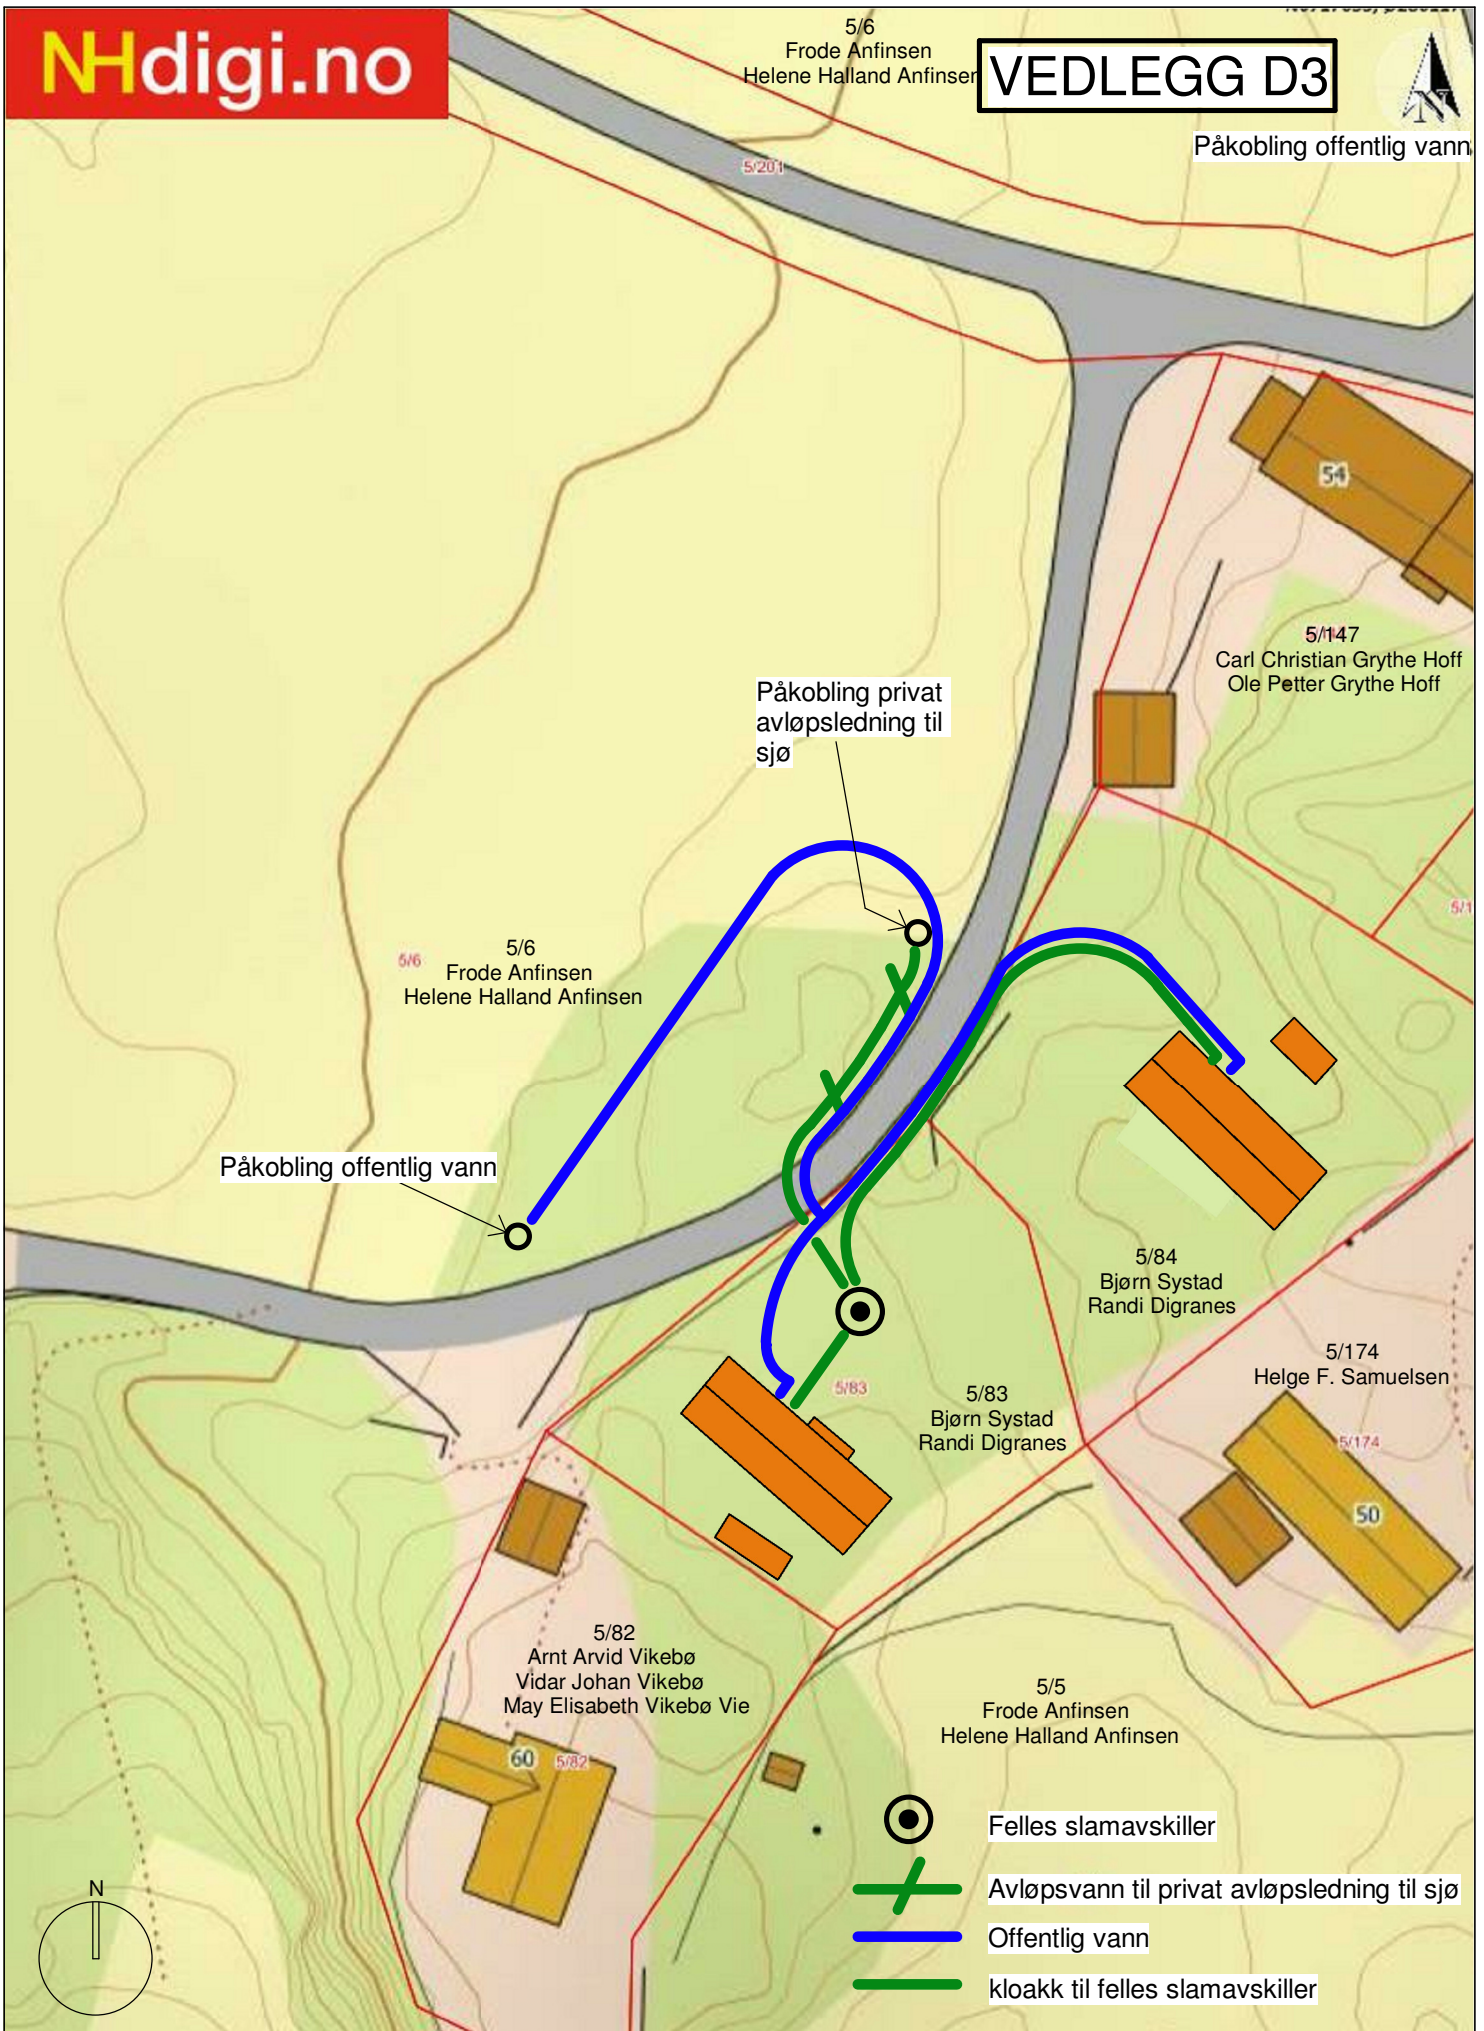 NHdigi.no
5/6
Frode Anfinsen
Helene Halland Anfinsen
VEDLEGG D3
N
Påkobling offentlig vann
5/201
54
5/147
Carl Christian Grythe Hoff
Ole Petter Grythe Hoff
Påkobling privat
avløpsledning til
sjø
5/1
5/6
5/6
Frode Anfinsen
Helene Halland Anfinsen
Påkobling offentlig vann
5/84
Bjørn Systad
Randi Digranes
5/174
Helge F. Samuelsen
5/83
5/83
Bjørn Systad
Randi Digranes
5/174
50
5/82
Arnt Arvid Vikebø
Vidar Johan Vikebø
May Elisabeth Vikebø Vie
5/5
Frode Anfinsen
Helene Halland Anfinsen
60
5/82
Felles slamavskiller
Avløpsvann til privat avløpsledning til sjø
Offentlig vann
kloakk til felles slamavskiller
N